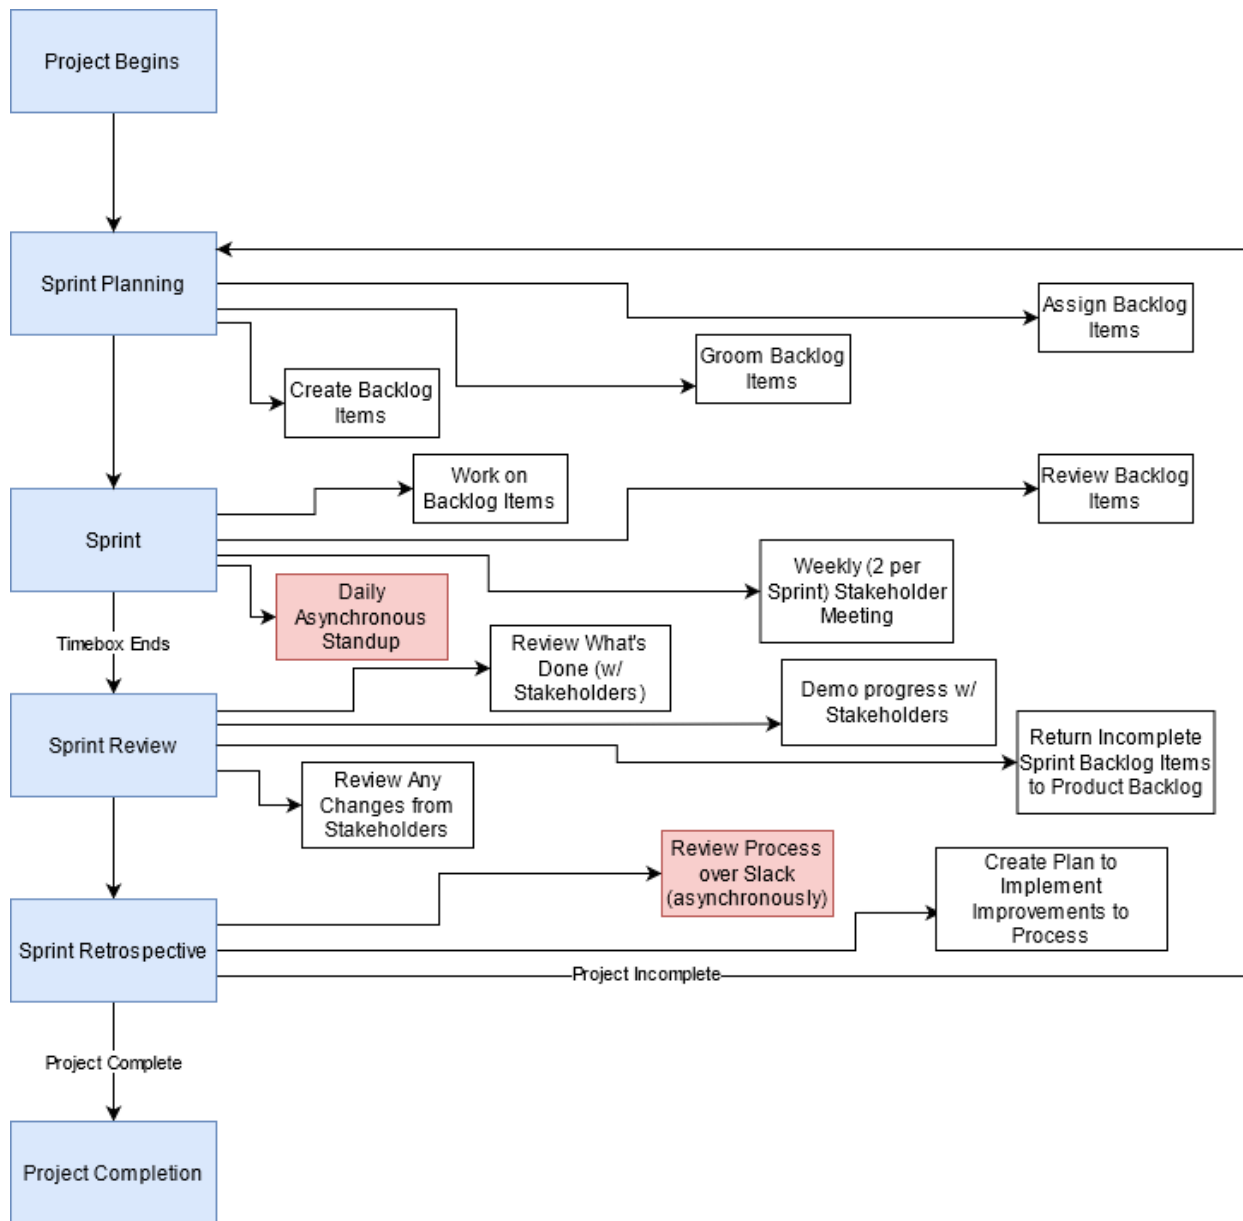 Project Begins
Sprint Planning
Assign Backlog
Items
Groom Backlog
Items
Create Backlog
Items
Work on
Backlog Items
Review Backlog
Items
Sprint
Weekly (2 per
Sprint) Stakeholder
Meeting
Daily
Asynchronous
Standup
Timebox Ends
Review What's
Done (w/
Stakeholders)
Demo progress w/
Stakeholders
Sprint Review
Return Incomplete
Sprint Backlog Items
to Product Backlog
Review Any
Changes from
Stakeholders
Review Process
over Slack
(asynchronously)
Create Plan to
Implement
Improvements to
Process
Sprint Retrospective
Project Incomplete
Project Complete
Project Completion